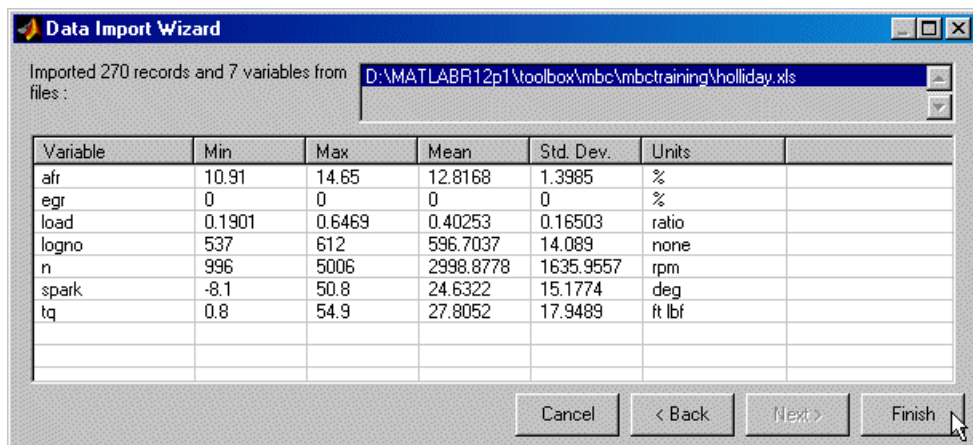 Data Import Wizard
Imported 270 records and 7 variables from files :
D:\MATLABR12p1\toolbox\mbc\mbctraining\holliday.xls
Variable Min Max Mean Std. Dev. Units
afr 10.91 14.65 12.8168 1.3985 %
egr 0 0 0 0 %
load 0.1901 0.6469 0.40253 0.16503 ratio
logno 537 612 596.7037 14.089 none
n 996 5006 2998.8778 1635.9557 rpm
spark -8.1 50.8 24.6322 15.1774 deg
tq 0.8 54.9 27.8052 17.9489 ft lbf
Cancel < Back Next > Finish